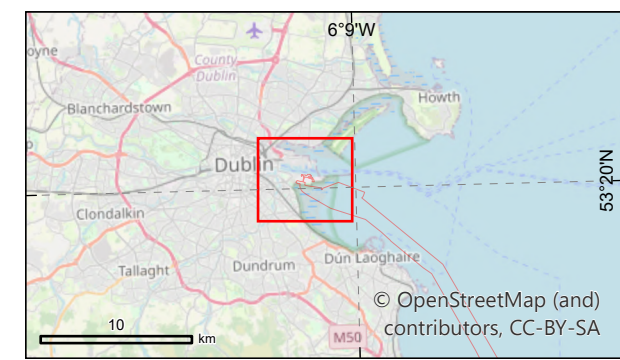 6°9'W
oyne
County
Dublin
Howth
Blanchardstown
p
Dublin
53°20'N
Clondalkin
Tallaght
Dundrum
Dún Laoghaire
© OpenStreetMap (and)
contributors, CC-BY-SA
10
km
M50